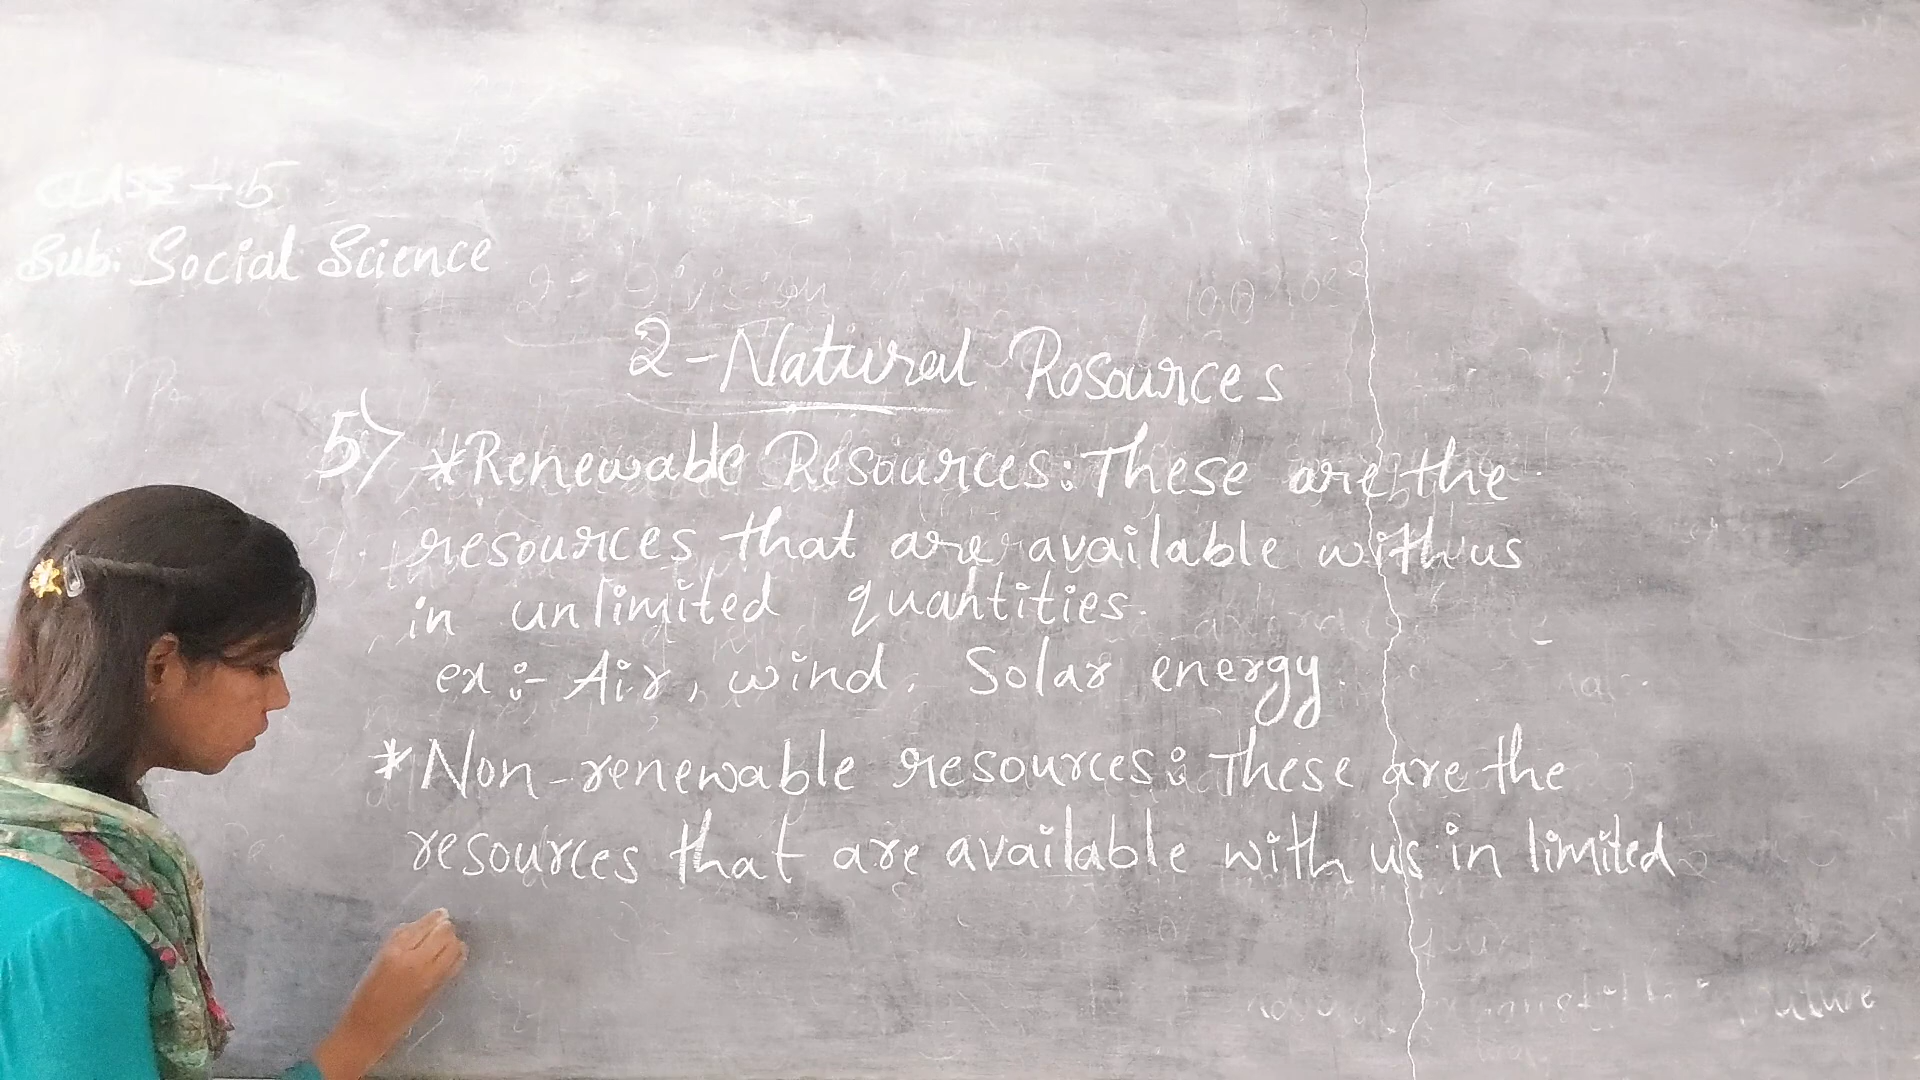 CLASS - 5
Sub: Social Science
2 - Division
2 - Natural Rosources
5) *Renewable Resources: These are the
resources that are available with us
in unlimited quantities.
ex :- Air, wind, Solar energy.
* Non-renewable resources: These are the
resources that are available with us in limited